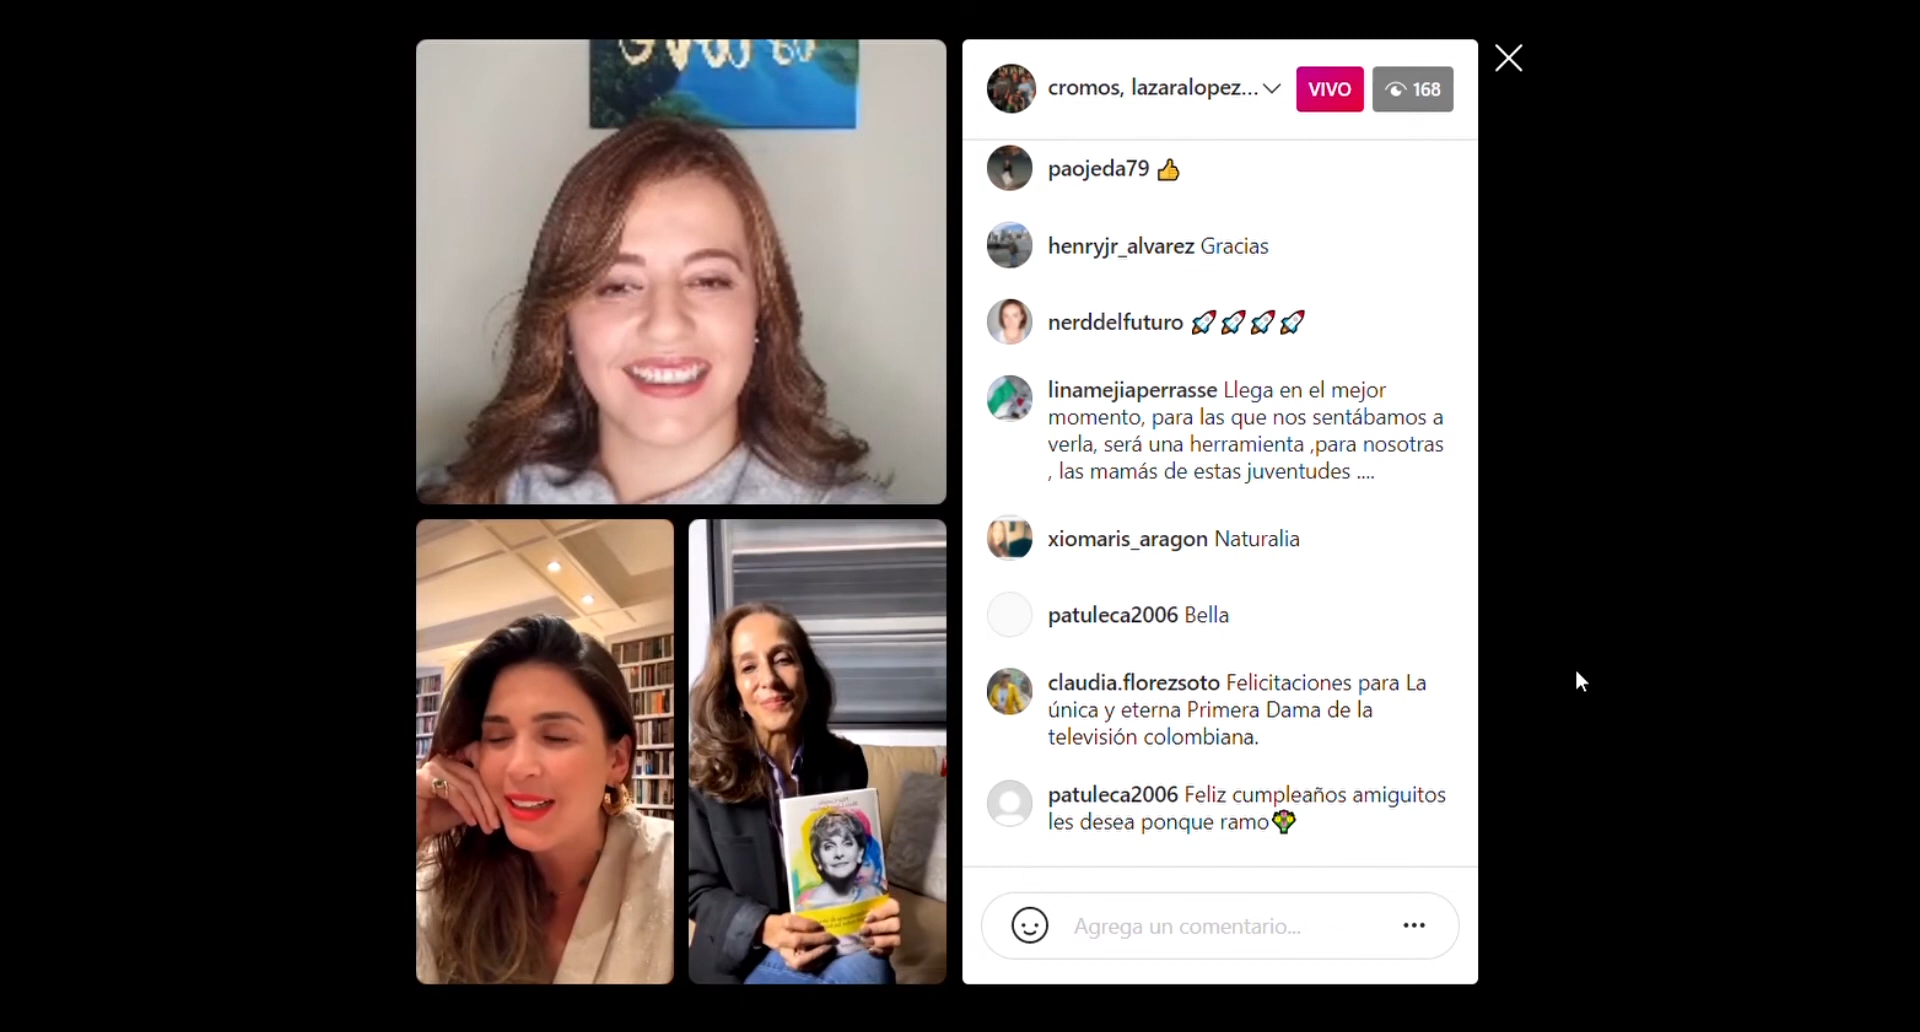 cromos, lazaralopez...
VIVO
168
paojeda79 👍
henryjr_alvarez Gracias
nerddelfuturo 🚀🚀🚀🚀
linamejiaperrasse Llega en el mejor
momento, para las que nos sentábamos a
verla, será una herramienta ,para nosotras
, las mamás de estas juventudes ....
xiomaris_aragon Naturalia
patuleca2006 Bella
claudia.florezsoto Felicitaciones para La
única y eterna Primera Dama de la
televisión colombiana.
patuleca2006 Feliz cumpleaños amiguitos
les desea ponque ramo💐
Agrega un comentario...